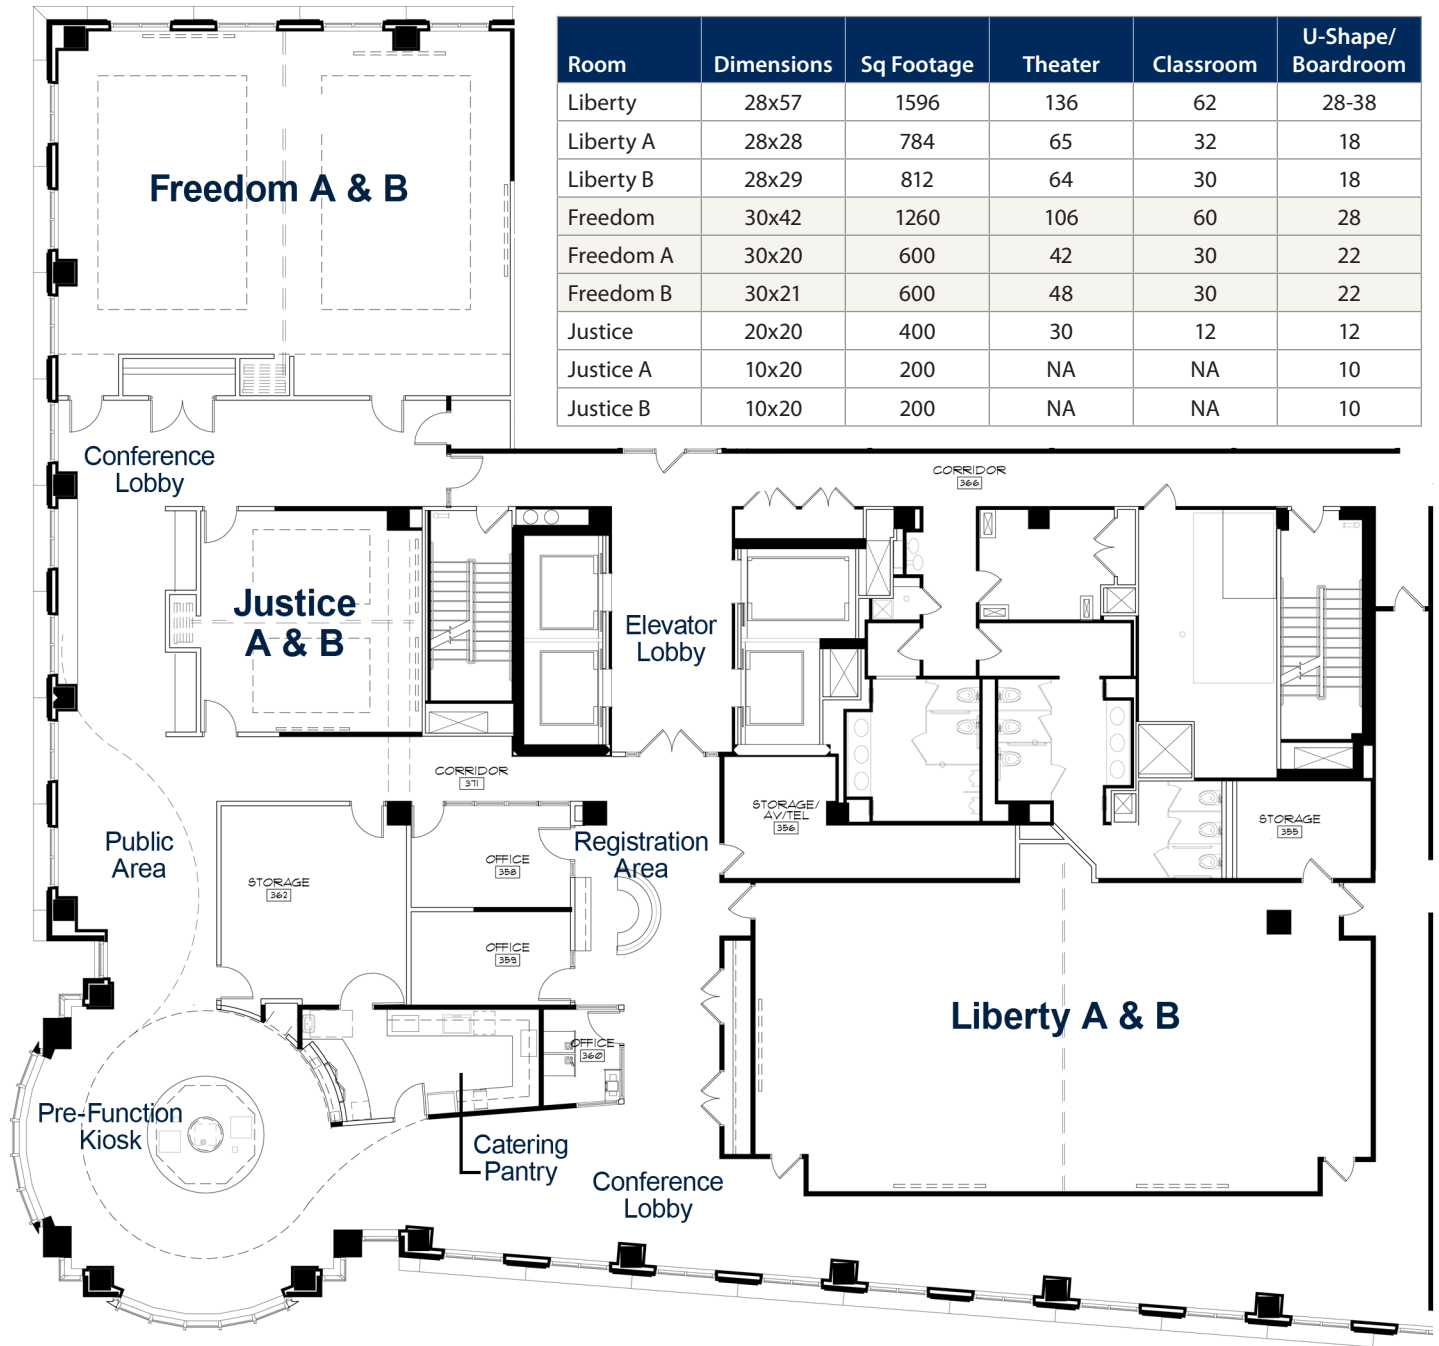 U-Shape/
Room Dimensions Sq Footage Theater Classroom Boardroom
Liberty 28x57 1596 136 62 28-38
Liberty A 28x28 784 65 32 18
Liberty B 28x29 812 64 30 18
Freedom 30x42 1260 106 60 28
Freedom A 30x20 600 42 30 22
Freedom B 30x21 600 48 30 22
Justice 20x20 400 30 12 12
Justice A 10x20 200 NA NA 10
Justice B 10x20 200 NA NA 10
Freedom A & B
Conference
Lobby
CORRIDOR
366
Justice
A & B
Elevator
Lobby
CORRIDOR
371
STORAGE/
AV/TEL
356
STORAGE
355
Public
Area
Registration
Area
OFFICE
358
STORAGE
362
OFFICE
359
Liberty A & B
OFFICE
360
Pre-Function
Kiosk
Catering
Pantry
Conference
Lobby